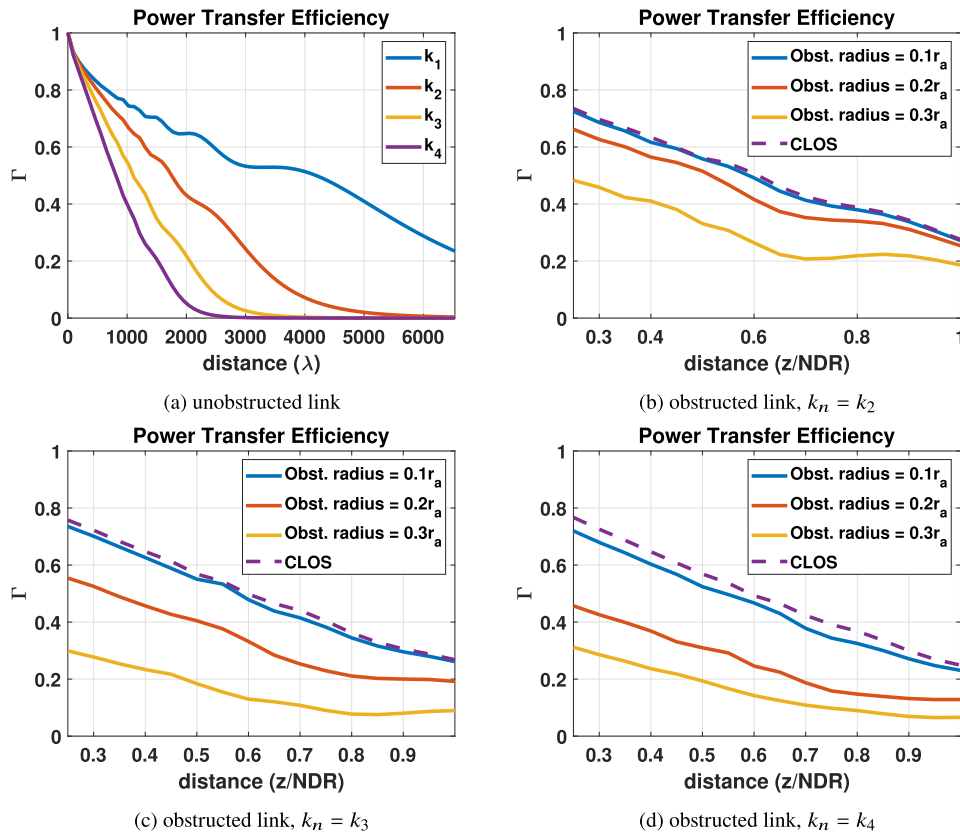 Power Transfer Efficiency
1
0.8
0.6
0.4
0.2
0
Γ
0 1000 2000 3000 4000 5000 6000
distance (λ)
k1
k2
k3
k4
(a) unobstructed link
Power Transfer Efficiency
1
0.8
0.6
0.4
0.2
0
Γ
0.3 0.4 0.5 0.6 0.7 0.8 0.9 1
distance (z/NDR)
Obst. radius = 0.1ra
Obst. radius = 0.2ra
Obst. radius = 0.3ra
CLOS
(b) obstructed link, kn = k2
Power Transfer Efficiency
1
0.8
0.6
0.4
0.2
0
Γ
0.3 0.4 0.5 0.6 0.7 0.8 0.9
distance (z/NDR)
Obst. radius = 0.1ra
Obst. radius = 0.2ra
Obst. radius = 0.3ra
CLOS
(c) obstructed link, kn = k3
Power Transfer Efficiency
1
0.8
0.6
0.4
0.2
0
Γ
0.3 0.4 0.5 0.6 0.7 0.8 0.9
distance (z/NDR)
Obst. radius = 0.1ra
Obst. radius = 0.2ra
Obst. radius = 0.3ra
CLOS
(d) obstructed link, kn = k4